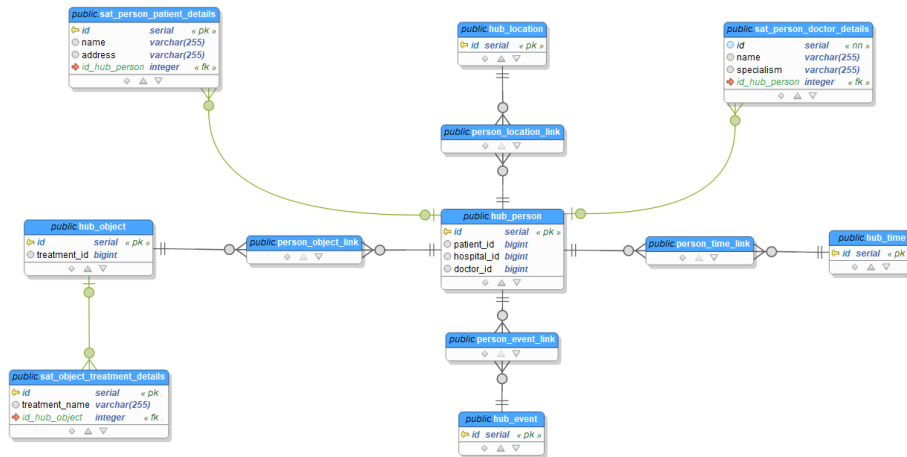 public.sat_person_patient_details
id serial « pk »
name varchar(255)
address varchar(255)
id_hub_person integer « fk »
public.hub_location
id serial « pk »
public.sat_person_doctor_details
id serial « nn »
name varchar(255)
specialism varchar(255)
id_hub_person integer « fk »
public.person_location_link
public.hub_object
id serial « pk »
treatment_id bigint
public.person_object_link
public.hub_person
id serial « pk »
patient_id bigint
hospital_id bigint
doctor_id bigint
public.person_time_link
public.hub_time
id serial « pk
public.person_event_link
public.sat_object_treatment_details
id serial « pk
treatment_name varchar(255)
id_hub_object integer « fk
public.hub_event
id serial « pk »